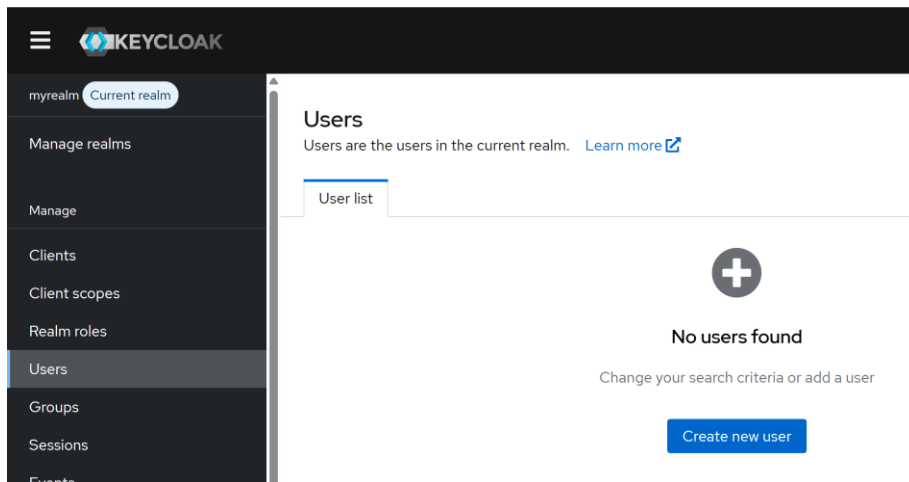 KEYCLOAK
myrealm Current realm
Manage realms
Manage
Clients
Client scopes
Realm roles
Users
Groups
Sessions
Events
Users
Users are the users in the current realm. Learn more
User list
No users found
Change your search criteria or add a user
Create new user